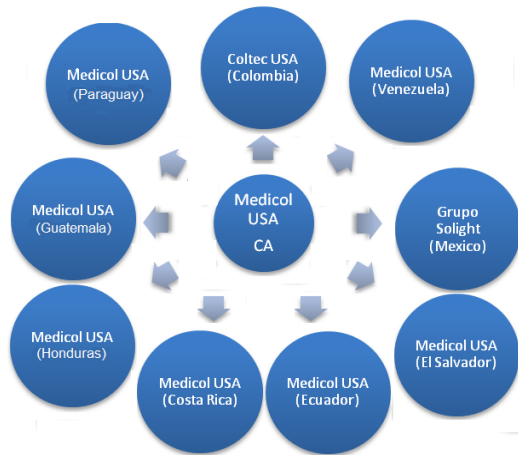 Coltec USA
(Colombia)
Medicol USA
(Paraguay)
Medicol USA
(Venezuela)
Medicol USA
(Guatemala)
Medicol
USA
CA
Grupo
Solight
(Mexico)
Medicol USA
(Honduras)
Medicol USA
(El Salvador)
Medicol USA
(Costa Rica)
Medicol USA
(Ecuador)